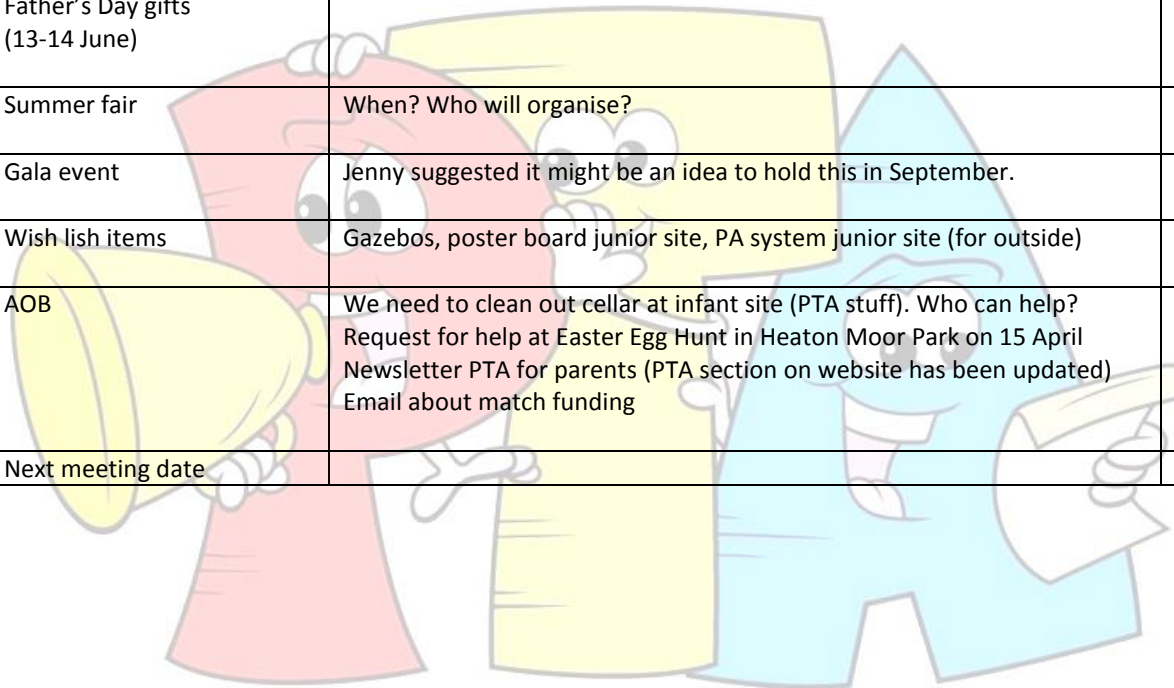 Father's Day gifts
(13-14 June)
Summer fair
When? Who will organise?
Gala event
Jenny suggested it might be an idea to hold this in September.
Wish lish items
Gazebos, poster board junior site, PA system junior site (for outside)
AOB
We need to clean out cellar at infant site (PTA stuff). Who can help?
Request for help at Easter Egg Hunt in Heaton Moor Park on 15 April
Newsletter PTA for parents (PTA section on website has been updated)
Email about match funding
Next meeting date
PTA